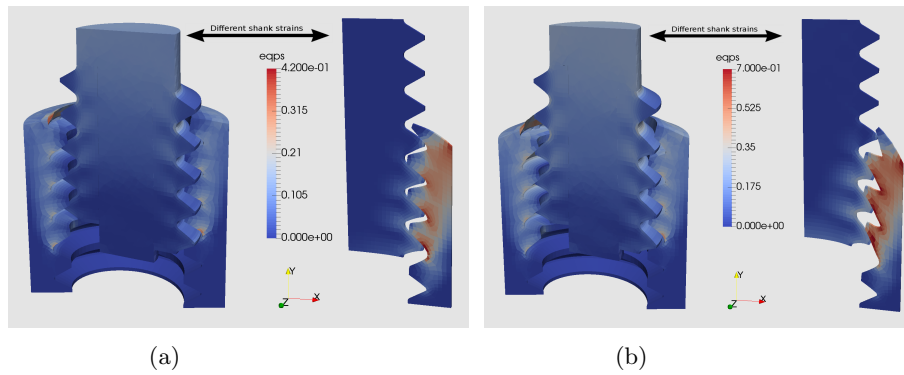 Different shank strains
eqps
4.200e-01
0.315
0.21
0.105
0.000e+00
Y
X
Z
(a)
Different shank strains
eqps
7.000e-01
0.525
0.35
0.175
0.000e+00
Y
X
Z
(b)